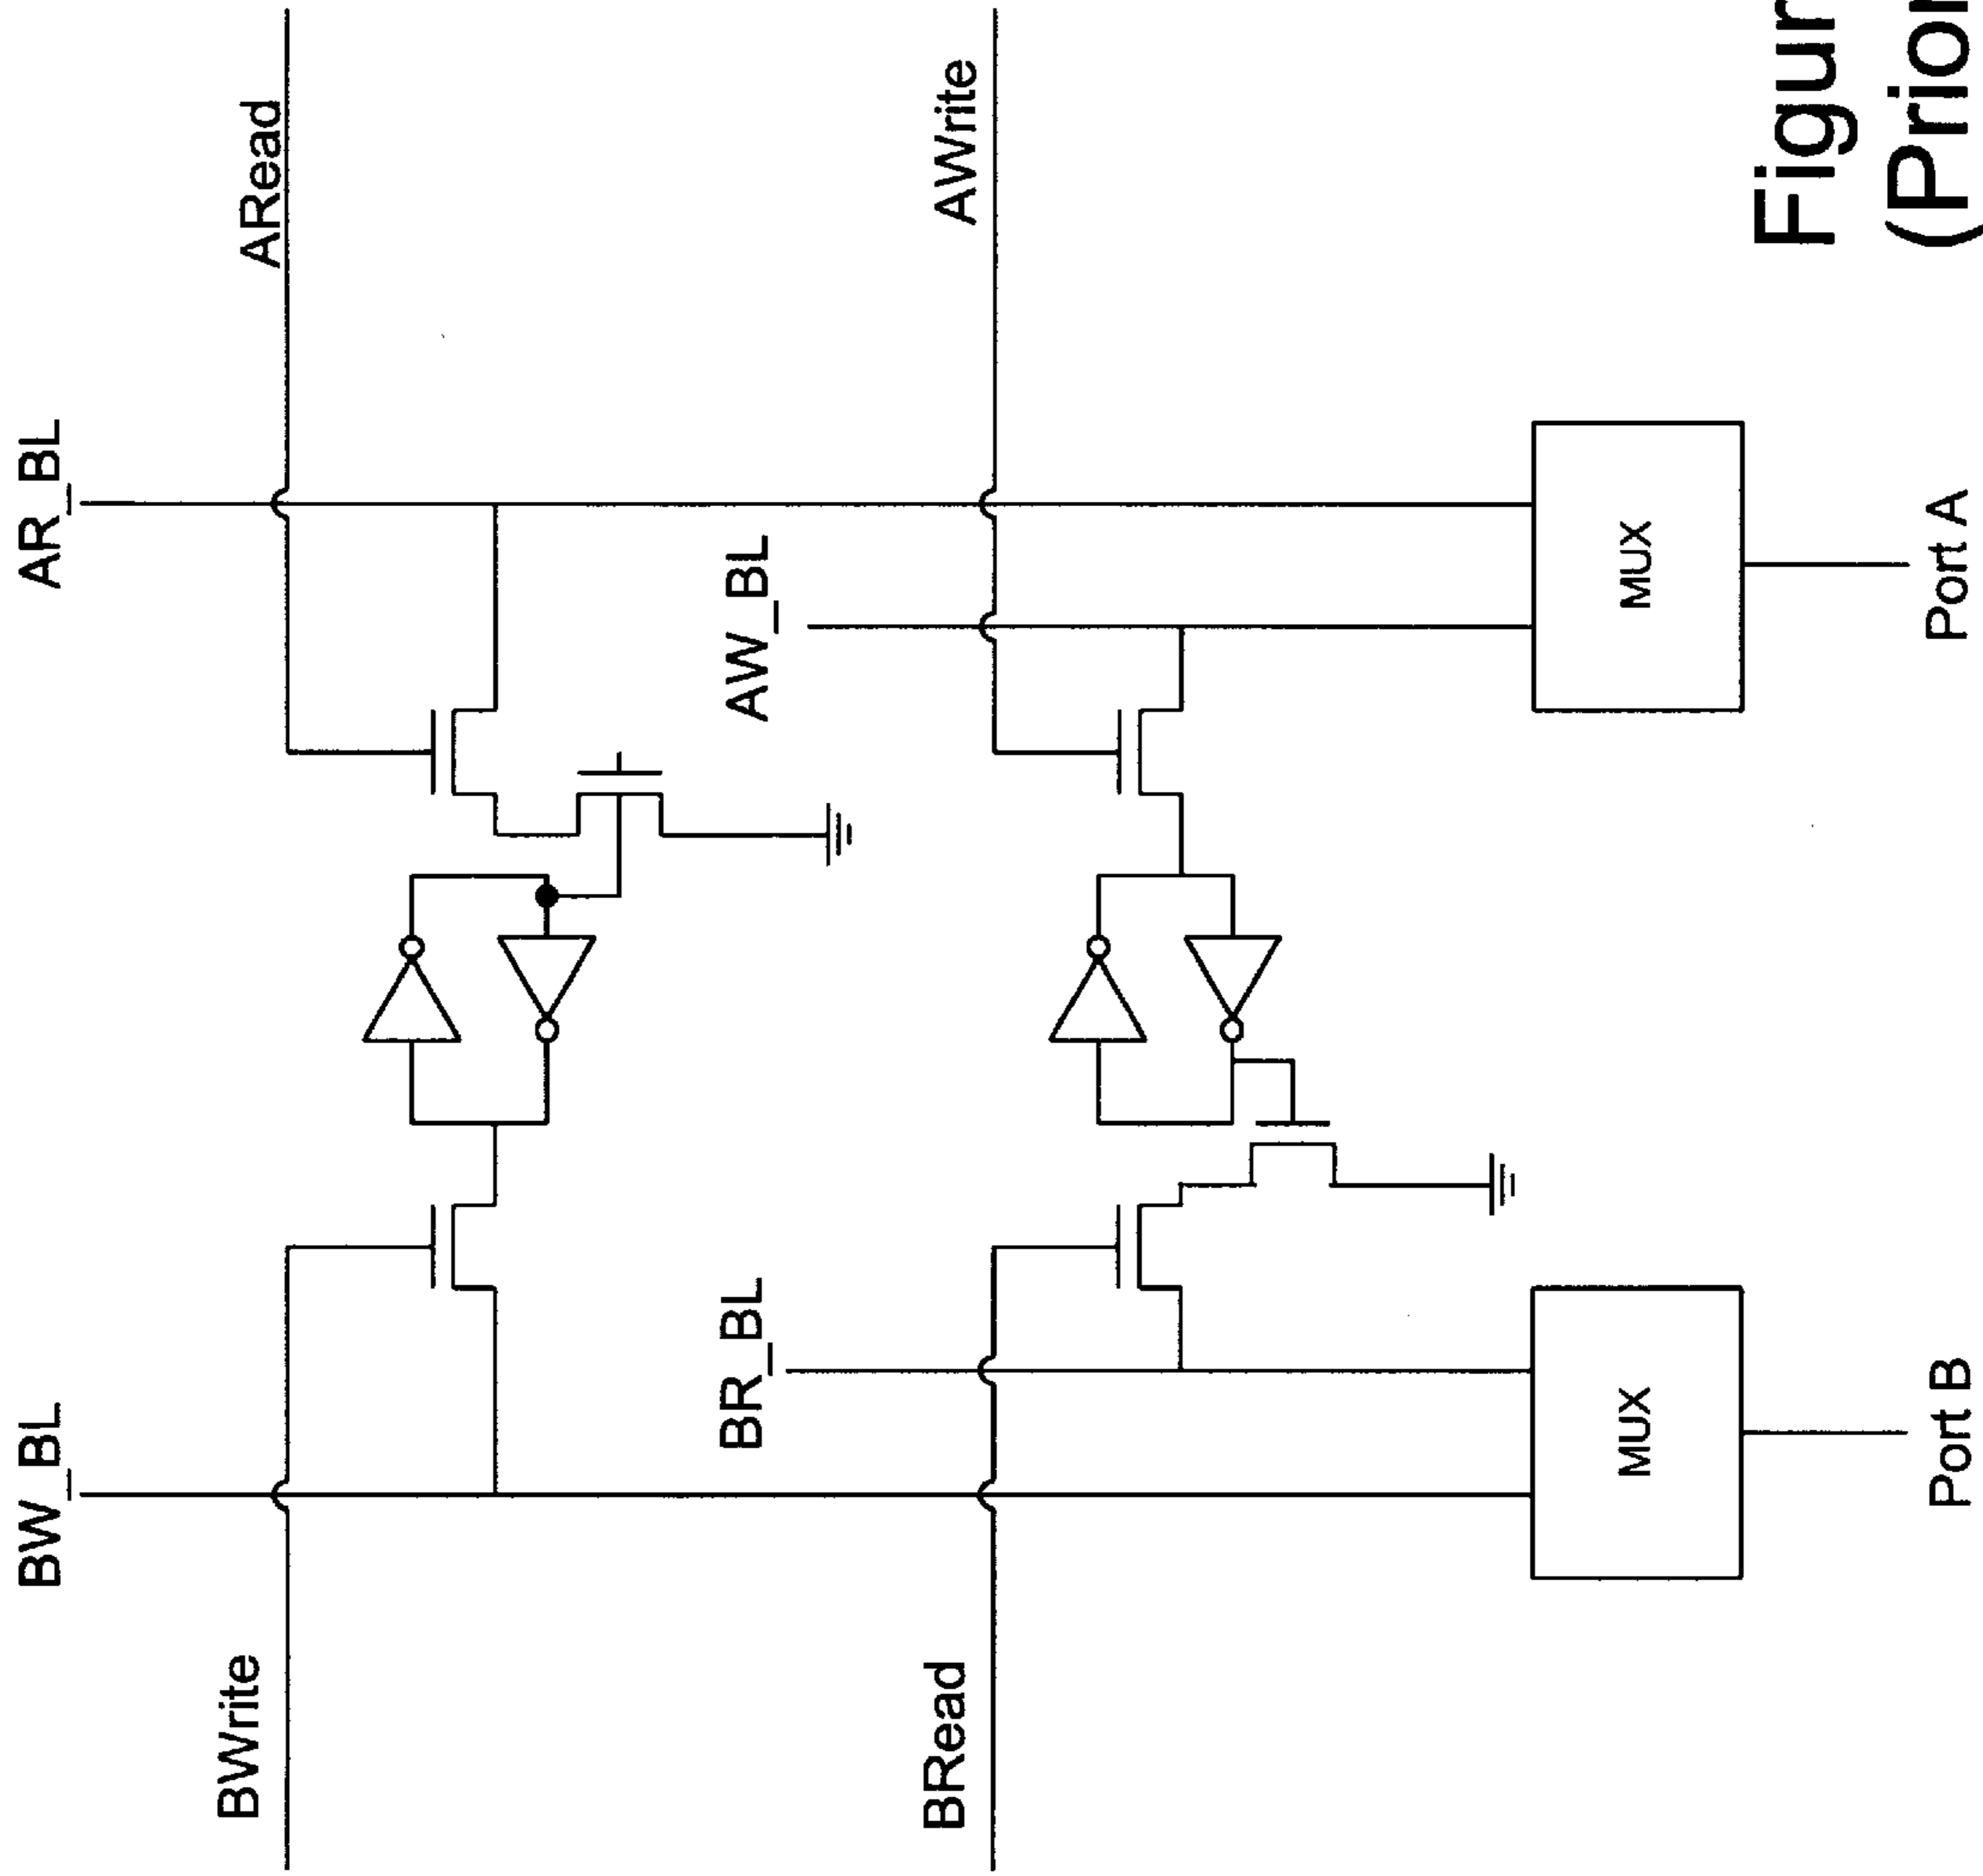 BW_BL
AR_BL
BWrite
ARead
BR_BL
AW_BL
BRead
AWrite
MUX
MUX
Port B
Port A